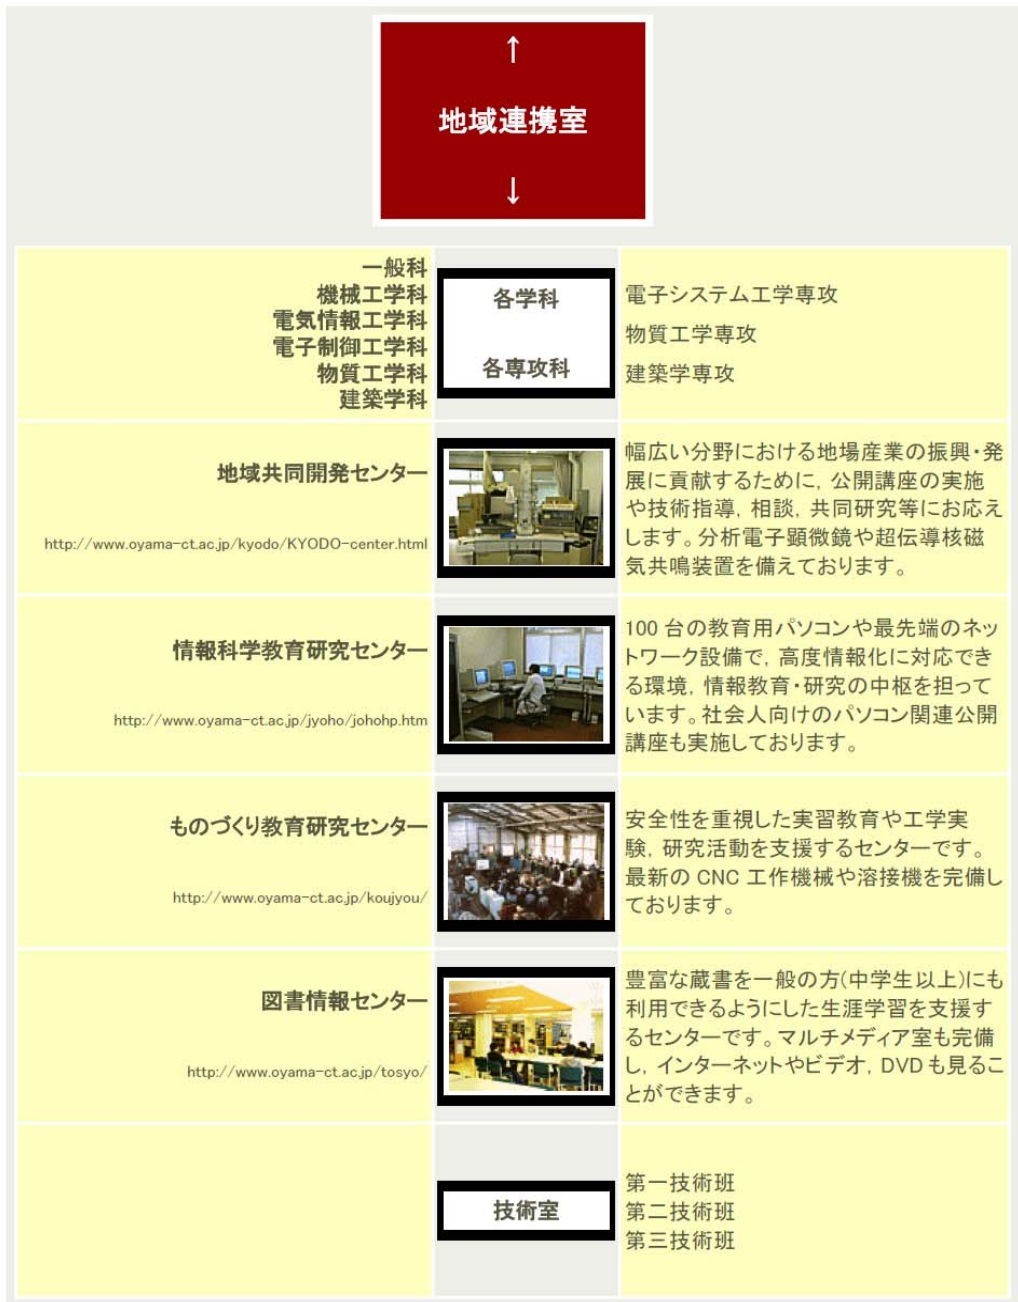 ↑
地域連携室
↓
一般科
機械工学科
電気情報工学科
電子制御工学科
物質工学科
建築学科
各学科
各専攻科
電子システム工学専攻
物質工学専攻
建築学専攻
地域共同開発センター
http://www.oyama-ct.ac.jp/kyodo/KYODO-center.html
幅広い分野における地場産業の振興・発
展に貢献するために, 公開講座の実施
や技術指導, 相談, 共同研究等にお応え
します。分析電子顕微鏡や超伝導核磁
気共鳴装置を備えております。
情報科学教育研究センター
http://www.oyama-ct.ac.jp/jyoho/johohp.htm
100 台の教育用パソコンや最先端のネッ
トワーク設備で, 高度情報化に対応でき
る環境, 情報教育・研究の中枢を担って
います。社会人向けのパソコン関連公開
講座も実施しております。
ものづくり教育研究センター
http://www.oyama-ct.ac.jp/koujyou/
安全性を重視した実習教育や工学実
験, 研究活動を支援するセンターです。
最新の CNC 工作機械や溶接機を完備し
ております。
図書情報センター
http://www.oyama-ct.ac.jp/tosyo/
豊富な蔵書を一般の方(中学生以上)にも
利用できるようにした生涯学習を支援す
るセンターです。マルチメディア室も完備
し, インターネットやビデオ, DVD も見るこ
とができます。
技術室
第一技術班
第二技術班
第三技術班